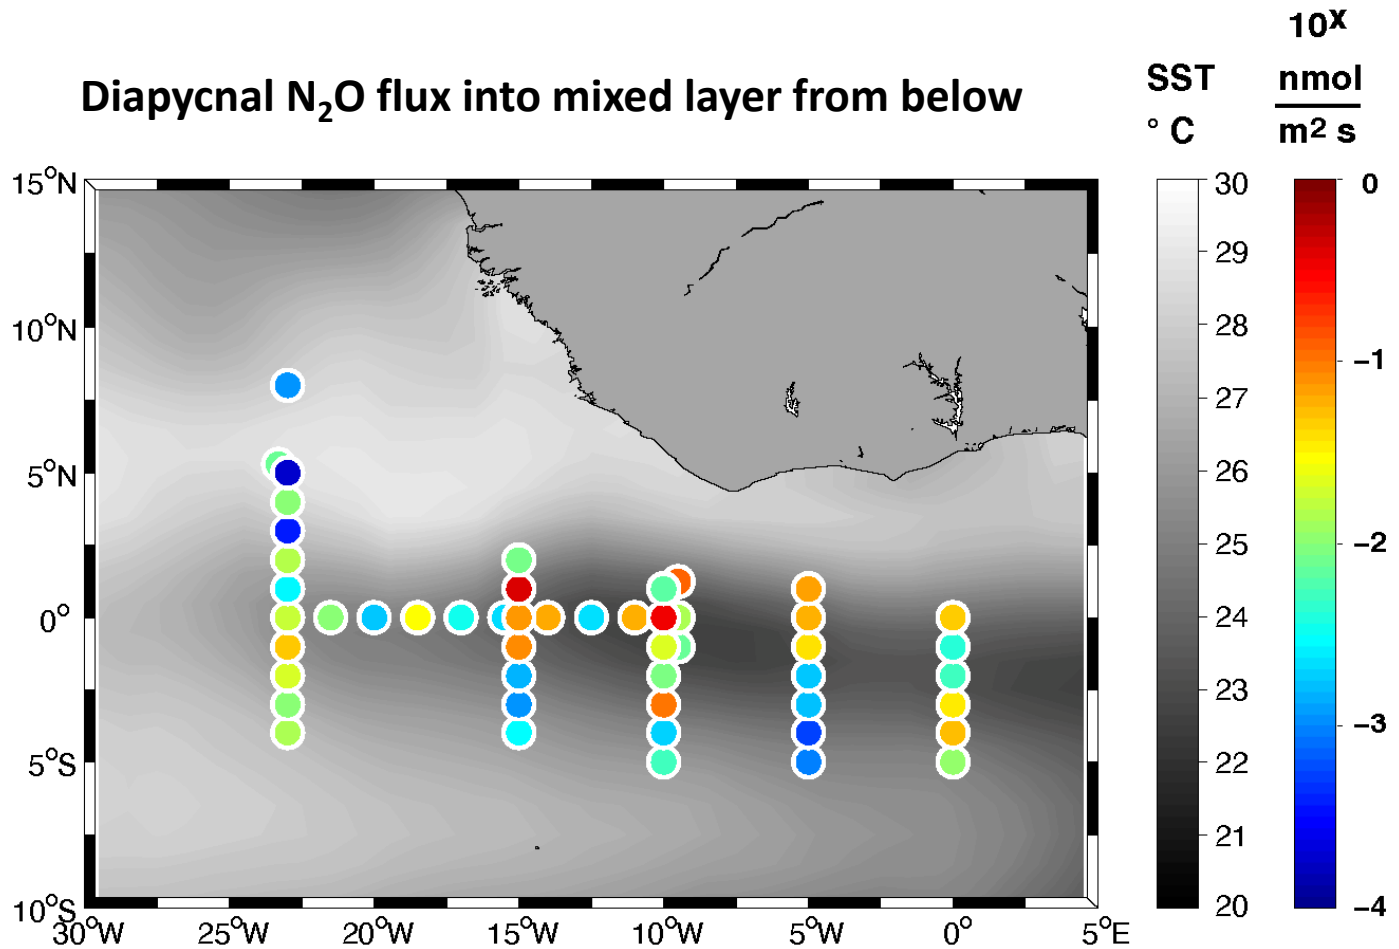 Diapycnal N₂O flux into mixed layer from below
SST
° C
10ˣ
nmol
m² s
15°N
10°N
5°N
0°
5°S
10°S
30°W 25°W 20°W 15°W 10°W 5°W 0° 5°E
30
29
28
27
26
25
24
23
22
21
20
0
−1
−2
−3
−4